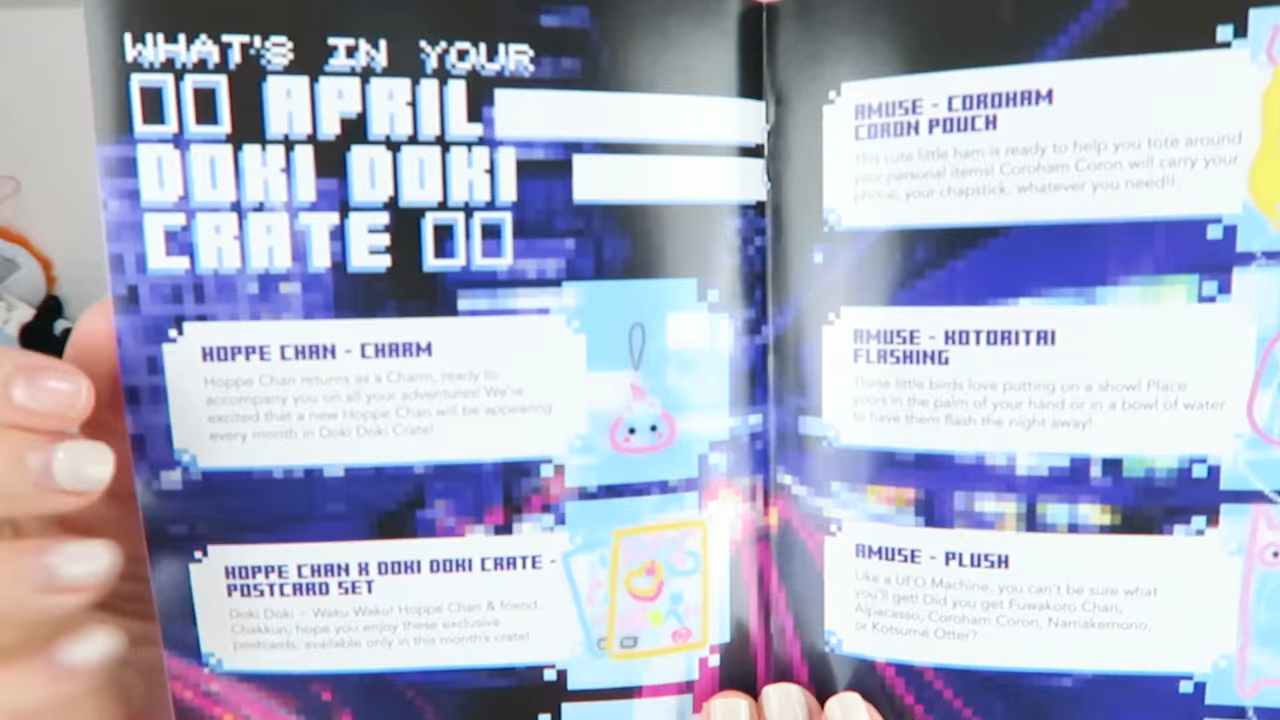 WHAT'S IN YOUR
APRIL
DOKI DOKI
CRATE
HOPPE CHAN - CHARM
Hoppe Chan returns as a Charm, ready to
accompany you on all your adventures! We're
excited that a new Hoppe Chan will be appearing
every month in Doki Doki Crate!
HOPPE CHAN X DOKI DOKI CRATE -
POSTCARD SET
Doki Doki – Waku Waku! Hoppe Chan & friend,
Chakkun, hope you enjoy these exclusive
postcards, available only in this month's crate!
AMUSE - COROHAM
CORON POUCH
This cute little ham is ready to help you tote around
your personal items! Coroham Coron will carry your
phone, your chapstick, whatever you need!!
AMUSE - KOTORITAI
FLASHING
These little birds love putting on a show! Place
yours in the palm of your hand or in a bowl of water
to have them flash the night away!
AMUSE - PLUSH
Like a UFO Machine, you can't be sure what
you'll get! Did you get Fuwakoro Chan,
Alpacasso, Coroham Coron, Namakemono,
or Kotsume Otter?